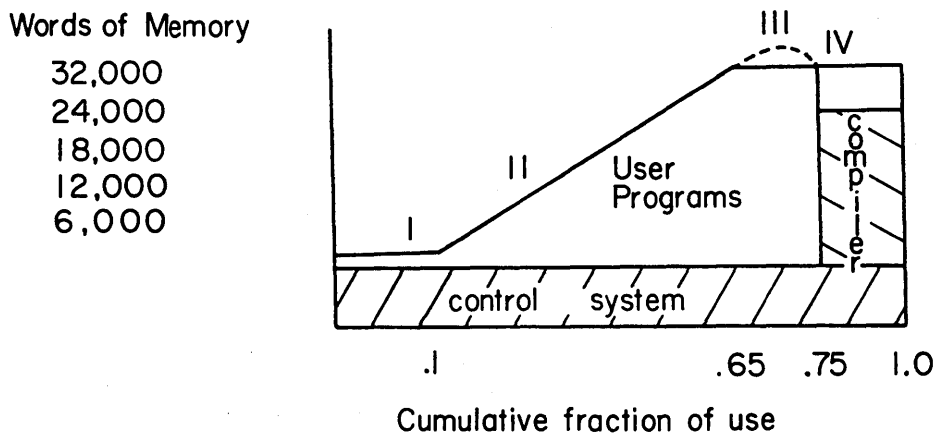 Words of Memory
32,000
24,000
18,000
12,000
6,000
I
II
III
IV
User
Programs
compiler
control system
.1 .65 .75 1.0
Cumulative fraction of use